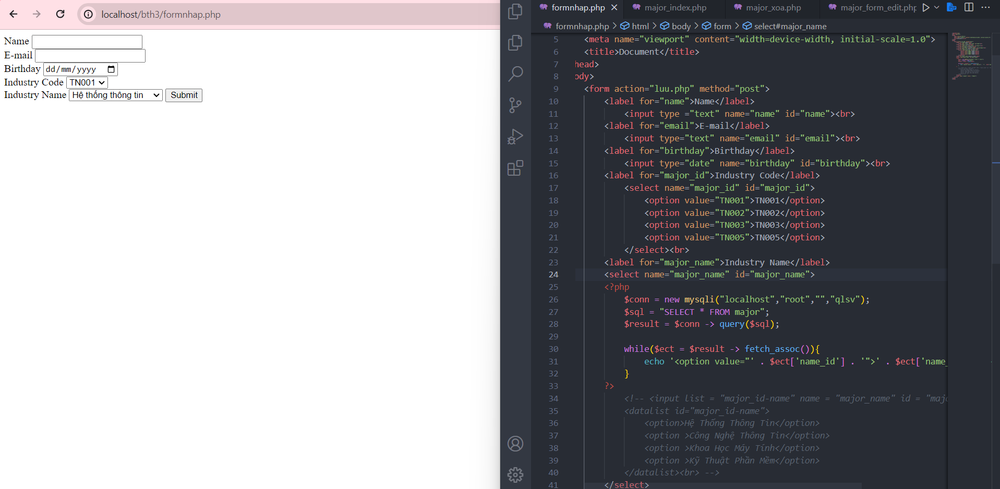 localhost/bth3/formnhap.php
Name
E-mail
Birthday dd/mm/yyyy
Industry Code TN001
Industry Name Hệ thống thông tin Submit
formnhap.php major_index.php major_xoa.php major_form_edit.php
formnhap.php > html > body > form > select#major_name
5 <meta name="viewport" content="width=device-width, initial-scale=1.0">
6 <title>Document</title>
7 head>
8 ody>
9 <form action="luu.php" method="post">
10 <label for="name">Name</label>
11 <input type ="text" name="name" id="name"><br>
12 <label for="email">E-mail</label>
13 <input type="text" name="email" id="email"><br>
14 <label for="birthday">Birthday</label>
15 <input type="date" name="birthday" id="birthday"><br>
16 <label for="major_id">Industry Code</label>
17 <select name="major_id" id="major_id">
18 <option value="TN001">TN001</option>
19 <option value="TN002">TN002</option>
20 <option value="TN003">TN003</option>
21 <option value="TN005">TN005</option>
22 </select><br>
23 <label for="major_name">Industry Name</label>
24 <select name="major_name" id="major_name">
25 <?php
26 $conn = new mysqli("localhost","root","","qlsv");
27 $sql = "SELECT * FROM major";
28 $result = $conn -> query($sql);
29
30 while($ect = $result -> fetch_assoc()){
31 echo '<option value="' . $ect['name_id'] . '">' . $ect['name_
32 }
33 ?>
34 <!-- <input list = "major_id-name" name = "major_name" id = "majo
35 <datalist id="major_id-name">
36 <option>Hệ Thống Thông Tin</option>
37 <option >Công Nghệ Thông Tin</option>
38 <option >Khoa Học Máy Tính</option>
39 <option >Kỹ Thuật Phần Mềm</option>
40 </datalist><br> -->
41 </select>